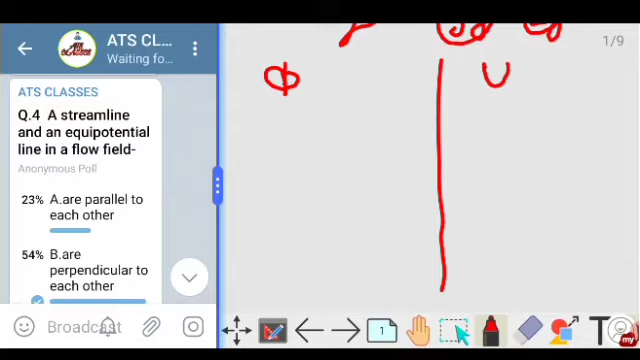 ATS CL...
Waiting fo...
1/9
ATS CLASSES
Q.4 A streamline
and an equipotential
line in a flow field-
Anonymous Poll
23% A.are parallel to
each other
54% B.are
perpendicular to
each other
Broadcast
ϕ
U
1
T
my